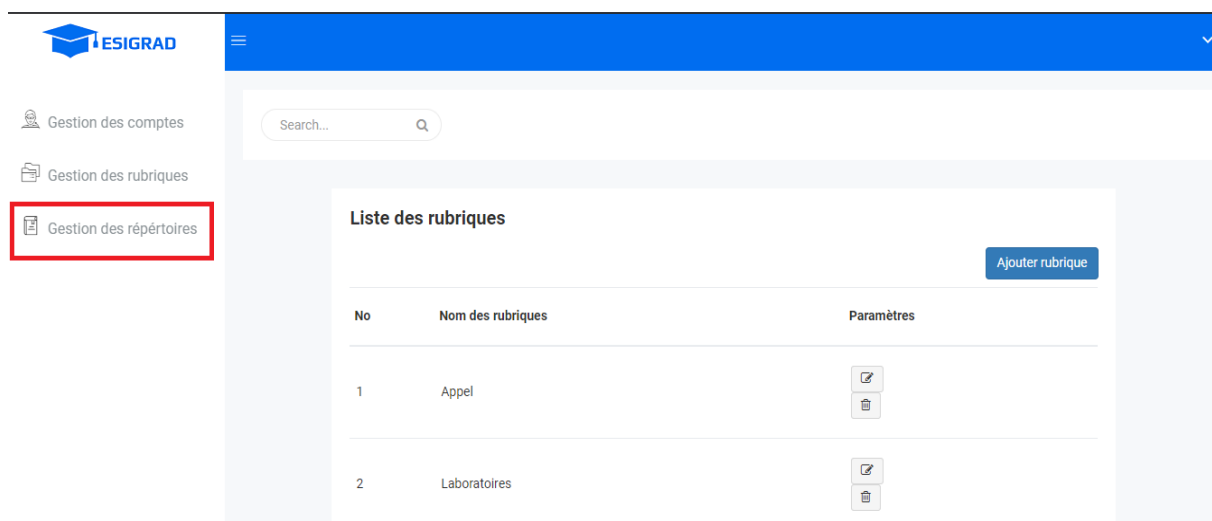 ESIGRAD
Gestion des comptes
Gestion des rubriques
Gestion des répértoires
Search...
Liste des rubriques
Ajouter rubrique
No Nom des rubriques Paramètres
1 Appel
2 Laboratoires